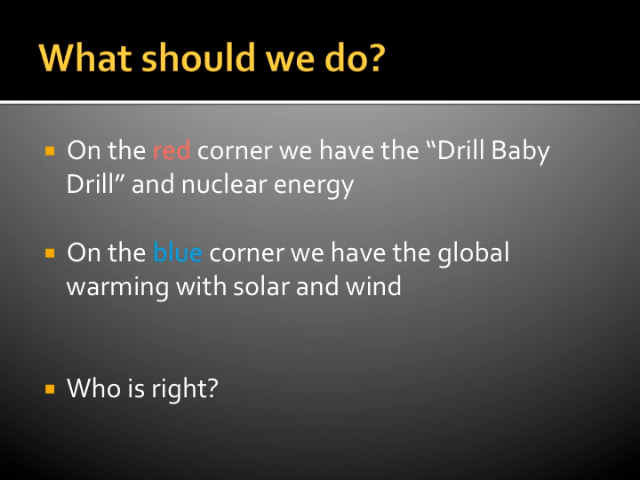 What should we do?
On the red corner we have the “Drill Baby
Drill” and nuclear energy
On the blue corner we have the global
warming with solar and wind
Who is right?